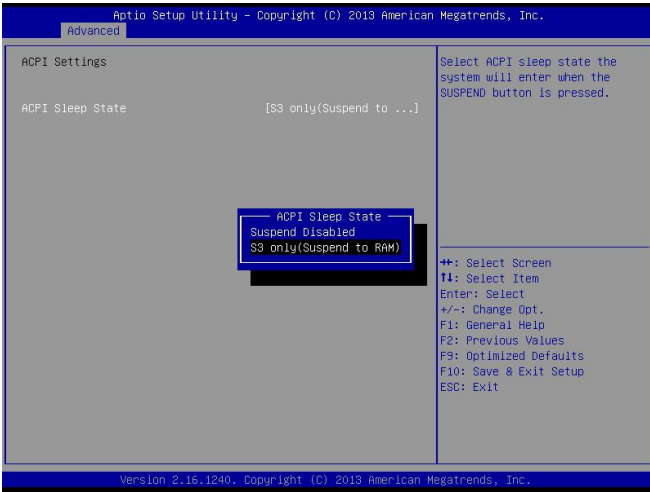 Aptio Setup Utility – Copyright (C) 2013 American Megatrends, Inc.
Advanced
ACPI Settings
ACPI Sleep State [S3 only(Suspend to ...]
Select ACPI sleep state the
system will enter when the
SUSPEND button is pressed.
ACPI Sleep State
Suspend Disabled
S3 only(Suspend to RAM)
→←: Select Screen
↑↓: Select Item
Enter: Select
+/-: Change Opt.
F1: General Help
F2: Previous Values
F9: Optimized Defaults
F10: Save & Exit Setup
ESC: Exit
Version 2.16.1240. Copyright (C) 2013 American Megatrends, Inc.